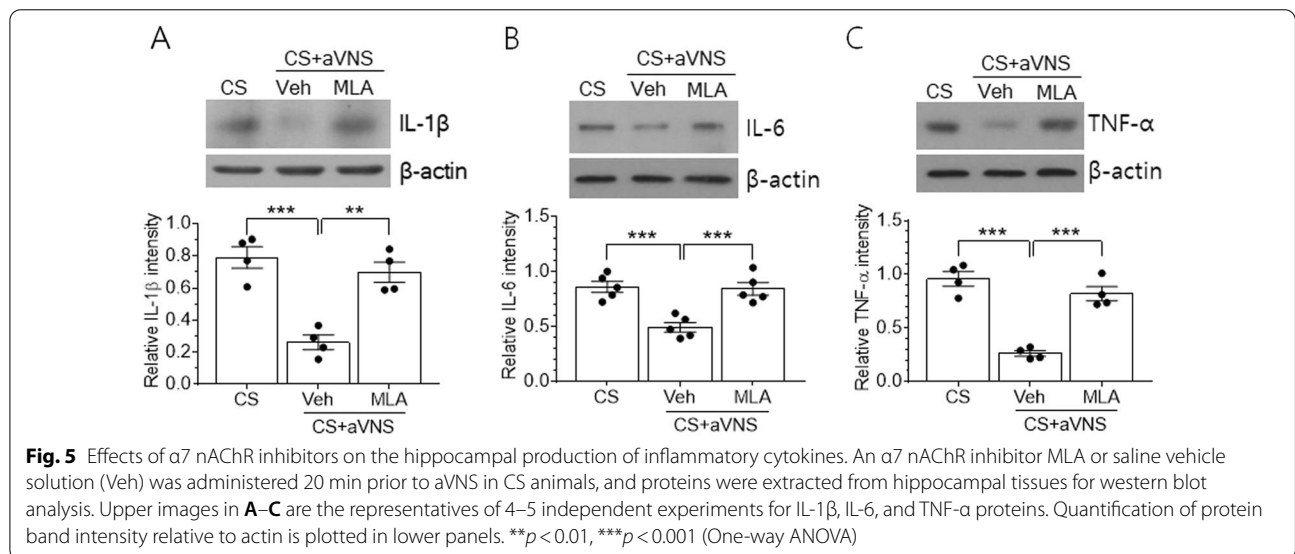 A
CS+aVNS
CS Veh MLA
IL-1β
β-actin
*** **
Relative IL-1β intensity
1.0
0.8
0.6
0.4
0.2
0.0
CS Veh MLA
CS+aVNS
B
CS+aVNS
CS Veh MLA
IL-6
β-actin
*** ***
Relative IL-6 intensity
1.5
1.0
0.5
0.0
CS Veh MLA
CS+aVNS
C
CS+aVNS
CS Veh MLA
TNF-α
β-actin
*** ***
Relative TNF-α intensity
1.5
1.0
0.5
0.0
CS Veh MLA
CS+aVNS
Fig. 5 Effects of α7 nAChR inhibitors on the hippocampal production of inflammatory cytokines. An α7 nAChR inhibitor MLA or saline vehicle
solution (Veh) was administered 20 min prior to aVNS in CS animals, and proteins were extracted from hippocampal tissues for western blot
analysis. Upper images in A–C are the representatives of 4–5 independent experiments for IL-1β, IL-6, and TNF-α proteins. Quantification of protein
band intensity relative to actin is plotted in lower panels. **p < 0.01, ***p < 0.001 (One-way ANOVA)